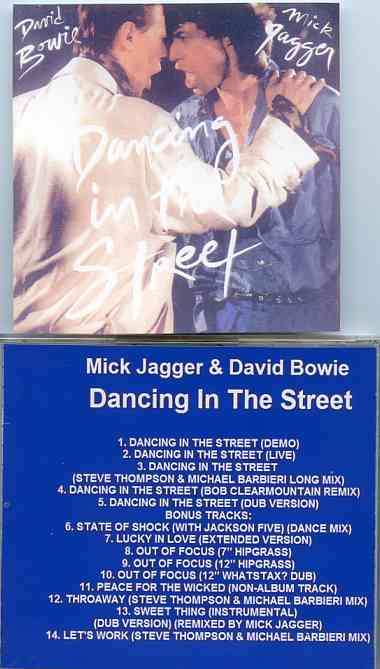 David Bowie
Mick Jagger
Dancing
in the
Street
Mick Jagger & David Bowie
Dancing In The Street
1. DANCING IN THE STREET (DEMO)
2. DANCING IN THE STREET (LIVE)
3. DANCING IN THE STREET
(STEVE THOMPSON & MICHAEL BARBIERI LONG MIX)
4. DANCING IN THE STREET (BOB CLEARMOUNTAIN REMIX)
5. DANCING IN THE STREET (DUB VERSION)
BONUS TRACKS:
6. STATE OF SHOCK (WITH JACKSON FIVE) (DANCE MIX)
7. LUCKY IN LOVE (EXTENDED VERSION)
8. OUT OF FOCUS (7" HIPGRASS)
9. OUT OF FOCUS (12" HIPGRASS)
10. OUT OF FOCUS (12" WHATSTAX? DUB)
11. PEACE FOR THE WICKED (NON-ALBUM TRACK)
12. THROAWAY (STEVE THOMPSON & MICHAEL BARBIERI MIX)
13. SWEET THING (INSTRUMENTAL)
(DUB VERSION) (REMIXED BY MICK JAGGER)
14. LET'S WORK (STEVE THOMPSON & MICHAEL BARBIERI MIX)